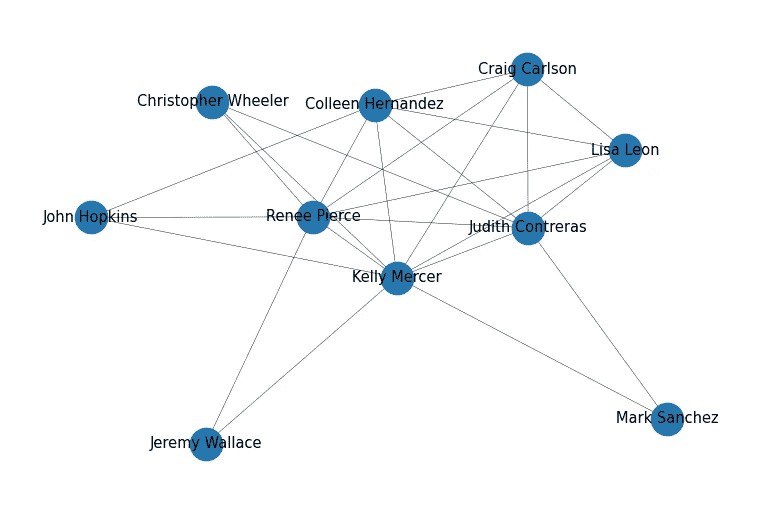 Craig Carlson
Christopher Wheeler
Colleen Hernandez
Lisa Leon
John Hopkins
Renee Pierce
Judith Contreras
Kelly Mercer
Mark Sanchez
Jeremy Wallace